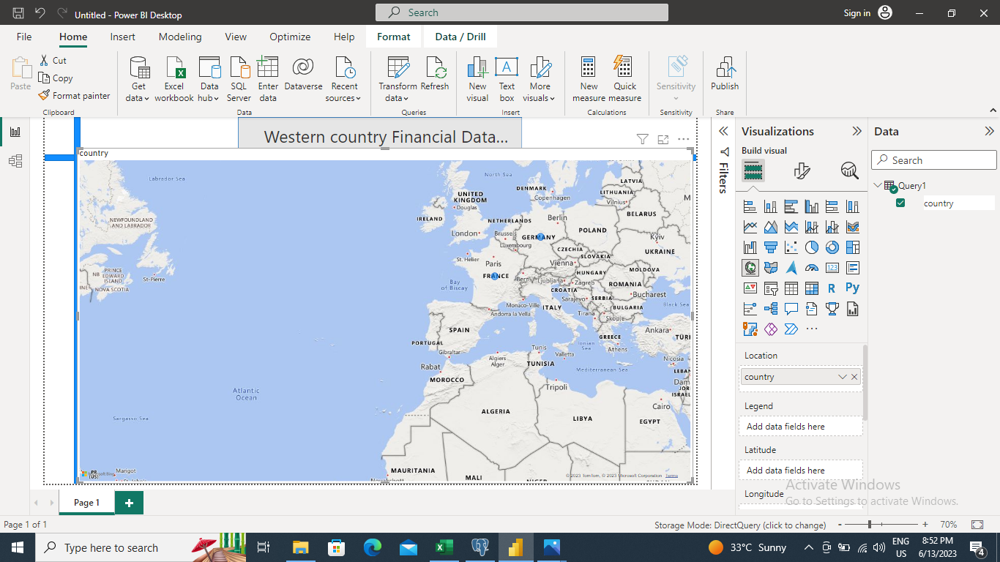 Untitled - Power BI Desktop
Search
Sign in
File
Home
Insert
Modeling
View
Optimize
Help
Format
Data / Drill
Paste
Cut
Copy
Format painter
Clipboard
Get data
Excel workbook
Data hub
SQL Server
Enter data
Dataverse
Recent sources
Data
Transform data
Refresh
Queries
New visual
Text box
More visuals
Insert
New measure
Quick measure
Calculations
Sensitivity
Sensitivity
Publish
Share
Western country Financial Data...
country
Labrador Sea
North Sea
NEWFOUNDLAND
AND LABRADOR
PRINCE
EDWARD
ISLAND
NB
NOVA SCOTIA
St-Pierre
UNITED
KINGDOM
Douglas
IRELAND
London
DENMARK
Copenhagen
LATVIA
LITHUANIA
Vilnius
BELARUS
NETHERLANDS
Berlin
Brussels
GERMANY
POLAND
Luxembourg
Kyiv
UKRAINE
CZECHIA
SLOVAKIA
St. Helier
Paris
Vienna
MOLDOVA
HUNGARY
FRANCE
Bern
Ljubljana
Zagreb
ROMANIA
Bay
of Biscay
CROATIA
Bucharest
Sarajevo
SERBIA
Black Sea
Monaco-Ville
ITALY
BULGARIA
Andorra la Vella
Tirana
Skopje
SPAIN
Ankara
PORTUGAL
GREECE
Ionian
Sea
Athens
Gibraltar
Tunis
Valletta
Algiers
Alger
TUNISIA
Nicosia
Rabat
Mediterranean Sea
MOROCCO
Tripoli
Atlantic
Ocean
Cairo
ISRAEL
ALGERIA
LIBYA
EGYPT
Sargasso Sea
MAURITANIA
MALI
PR
(US)
Marigot
© 2023 TomTom, © 2023 Microsoft Corporation Terms
Filters
Visualizations
Build visual
R
Py
123
Location
country
Legend
Add data fields here
Latitude
Add data fields here
Longitude
Data
Search
Query1
country
Activate Windows
Go to Settings to activate Windows.
Page 1
Page 1 of 1
Storage Mode: DirectQuery (click to change)
- + 70%
Type here to search
33°C Sunny
ENG
US
8:52 PM
6/13/2023
4